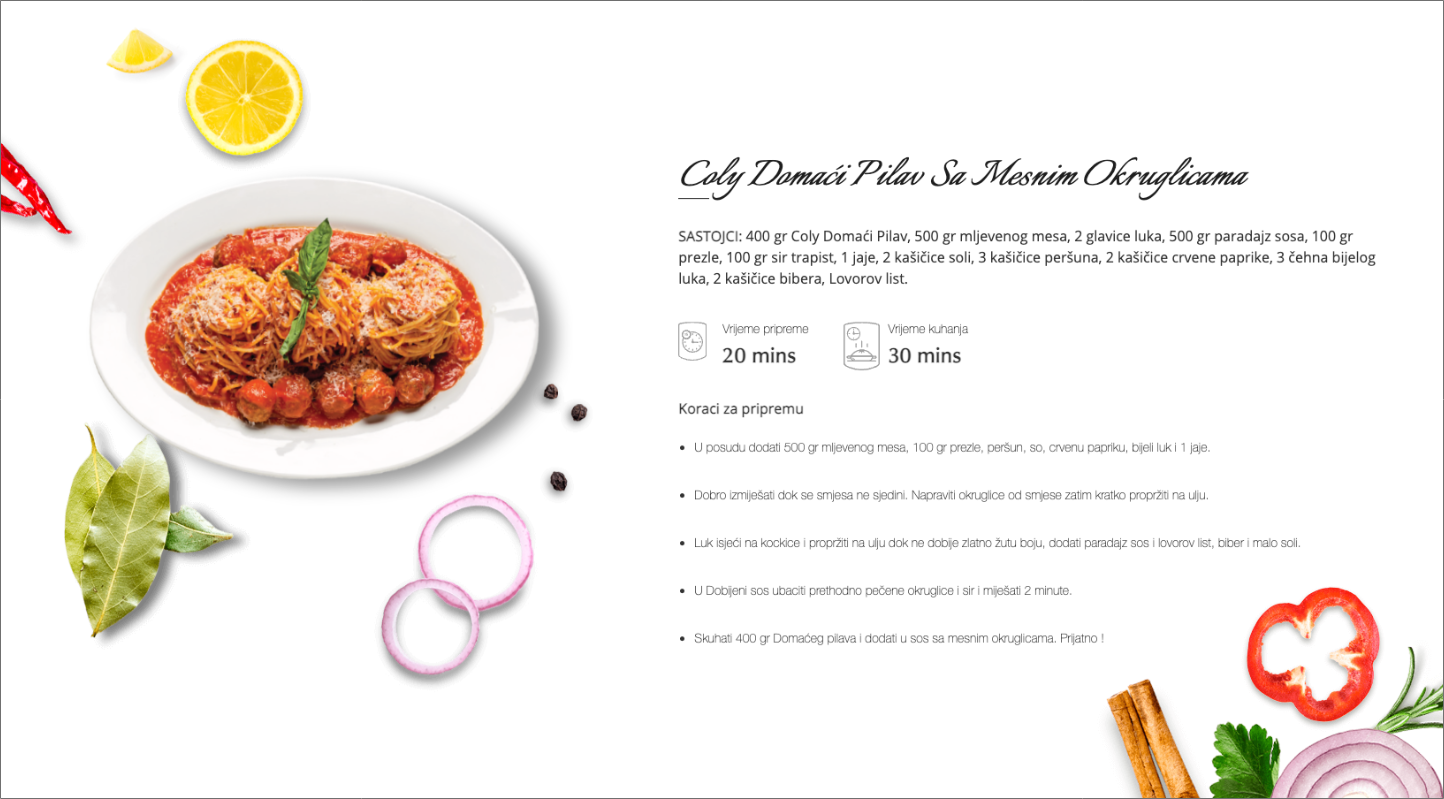 Coly Domaći Pilav Sa Mesnim Okruglicama
SASTOJCI: 400 gr Coly Domaći Pilav, 500 gr mljevenog mesa, 2 glavice luka, 500 gr paradajz sosa, 100 gr
prezle, 100 gr sir trapist, 1 jaje, 2 kašičice soli, 3 kašičice peršuna, 2 kašičice crvene paprike, 3 čehna bijelog
luka, 2 kašičice bibera, Lovorov list.
Vrijeme pripreme
20 mins
Vrijeme kuhanja
30 mins
Koraci za pripremu
• U posudu dodati 500 gr mljevenog mesa, 100 gr prezle, peršun, so, crvenu papriku, bijeli luk i 1 jaje.
• Dobro izmiješati dok se smjesa ne sjedini. Napraviti okruglice od smjese zatim kratko propržiti na ulju.
• Luk isjeći na kockice i propržiti na ulju dok ne dobije zlatno žutu boju, dodati paradajz sos i lovorov list, biber i malo soli.
• U Dobijeni sos ubaciti prethodno pečene okruglice i sir i miješati 2 minute.
• Skuhati 400 gr Domaćeg pilava i dodati u sos sa mesnim okruglicama. Prijatno !